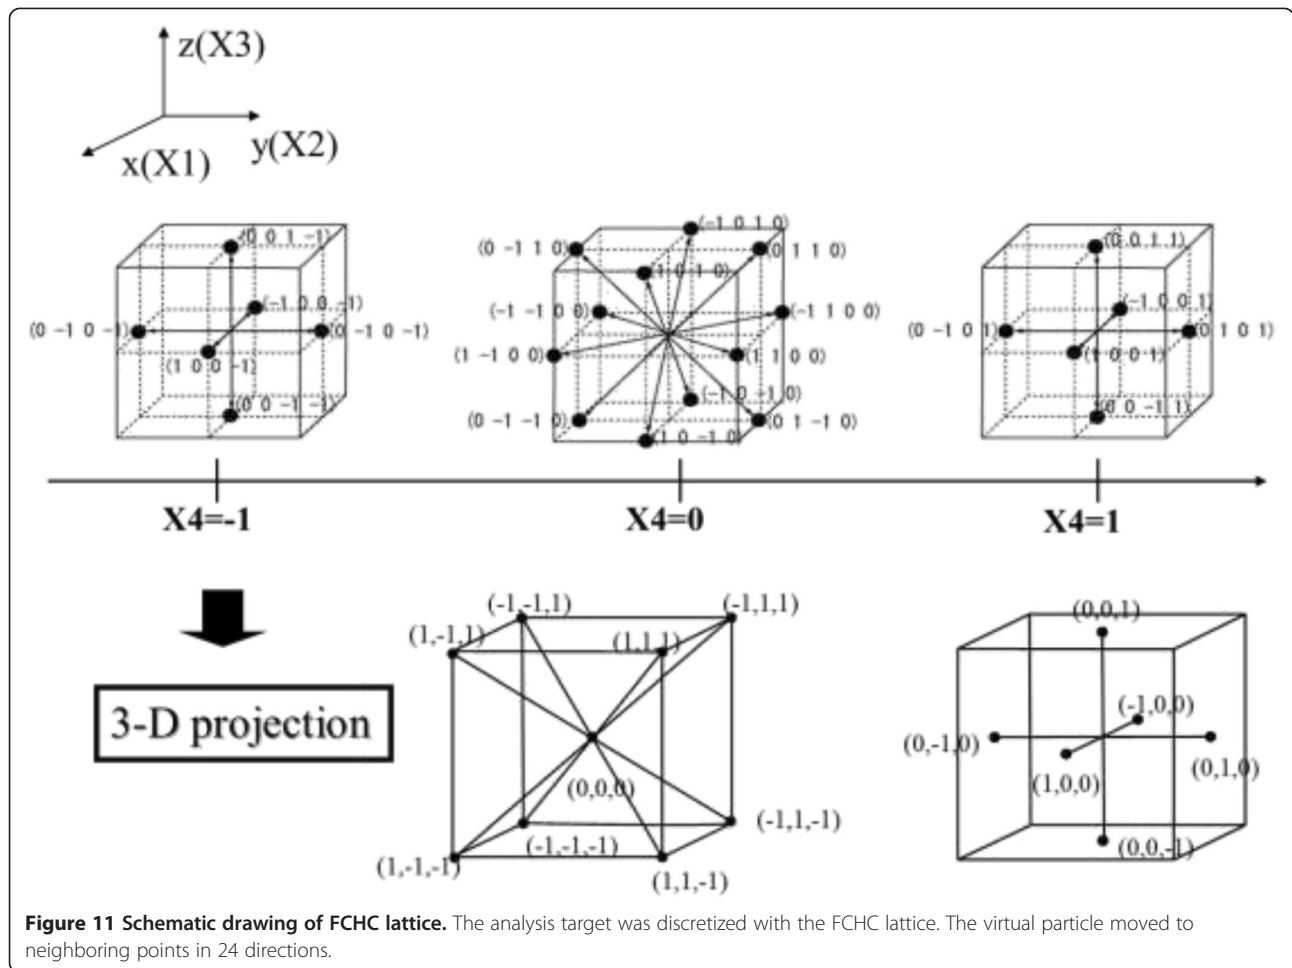 z(X3)
y(X2)
x(X1)
(0 0 1 -1)
(-1 0 0 -1)
(0 -1 0 -1)
(0 -1 0 -1)
(1 0 0 -1)
(0 0 -1 -1)
(-1 0 1 0)
(0 -1 1 0)
(0 1 1 0)
(1 0 1 0)
(-1 -1 0 0)
(-1 1 0 0)
(1 -1 0 0)
(1 1 0 0)
(-1 0 -1 0)
(0 -1 -1 0)
(0 1 -1 0)
(1 0 -1 0)
(0 0 1 1)
(-1 0 0 1)
(0 -1 0 1)
(0 1 0 1)
(1 0 0 1)
(0 0 -1 1)
X4=-1
X4=0
X4=1
3-D projection
(-1,-1,1)
(-1,1,1)
(1,-1,1)
(1,1,1)
(0,0,0)
(-1,1,-1)
(-1,-1,-1)
(1,-1,-1)
(1,1,-1)
(0,0,1)
(-1,0,0)
(0,-1,0)
(0,1,0)
(1,0,0)
(0,0,-1)
Figure 11 Schematic drawing of FCHC lattice. The analysis target was discretized with the FCHC lattice. The virtual particle moved to
neighboring points in 24 directions.